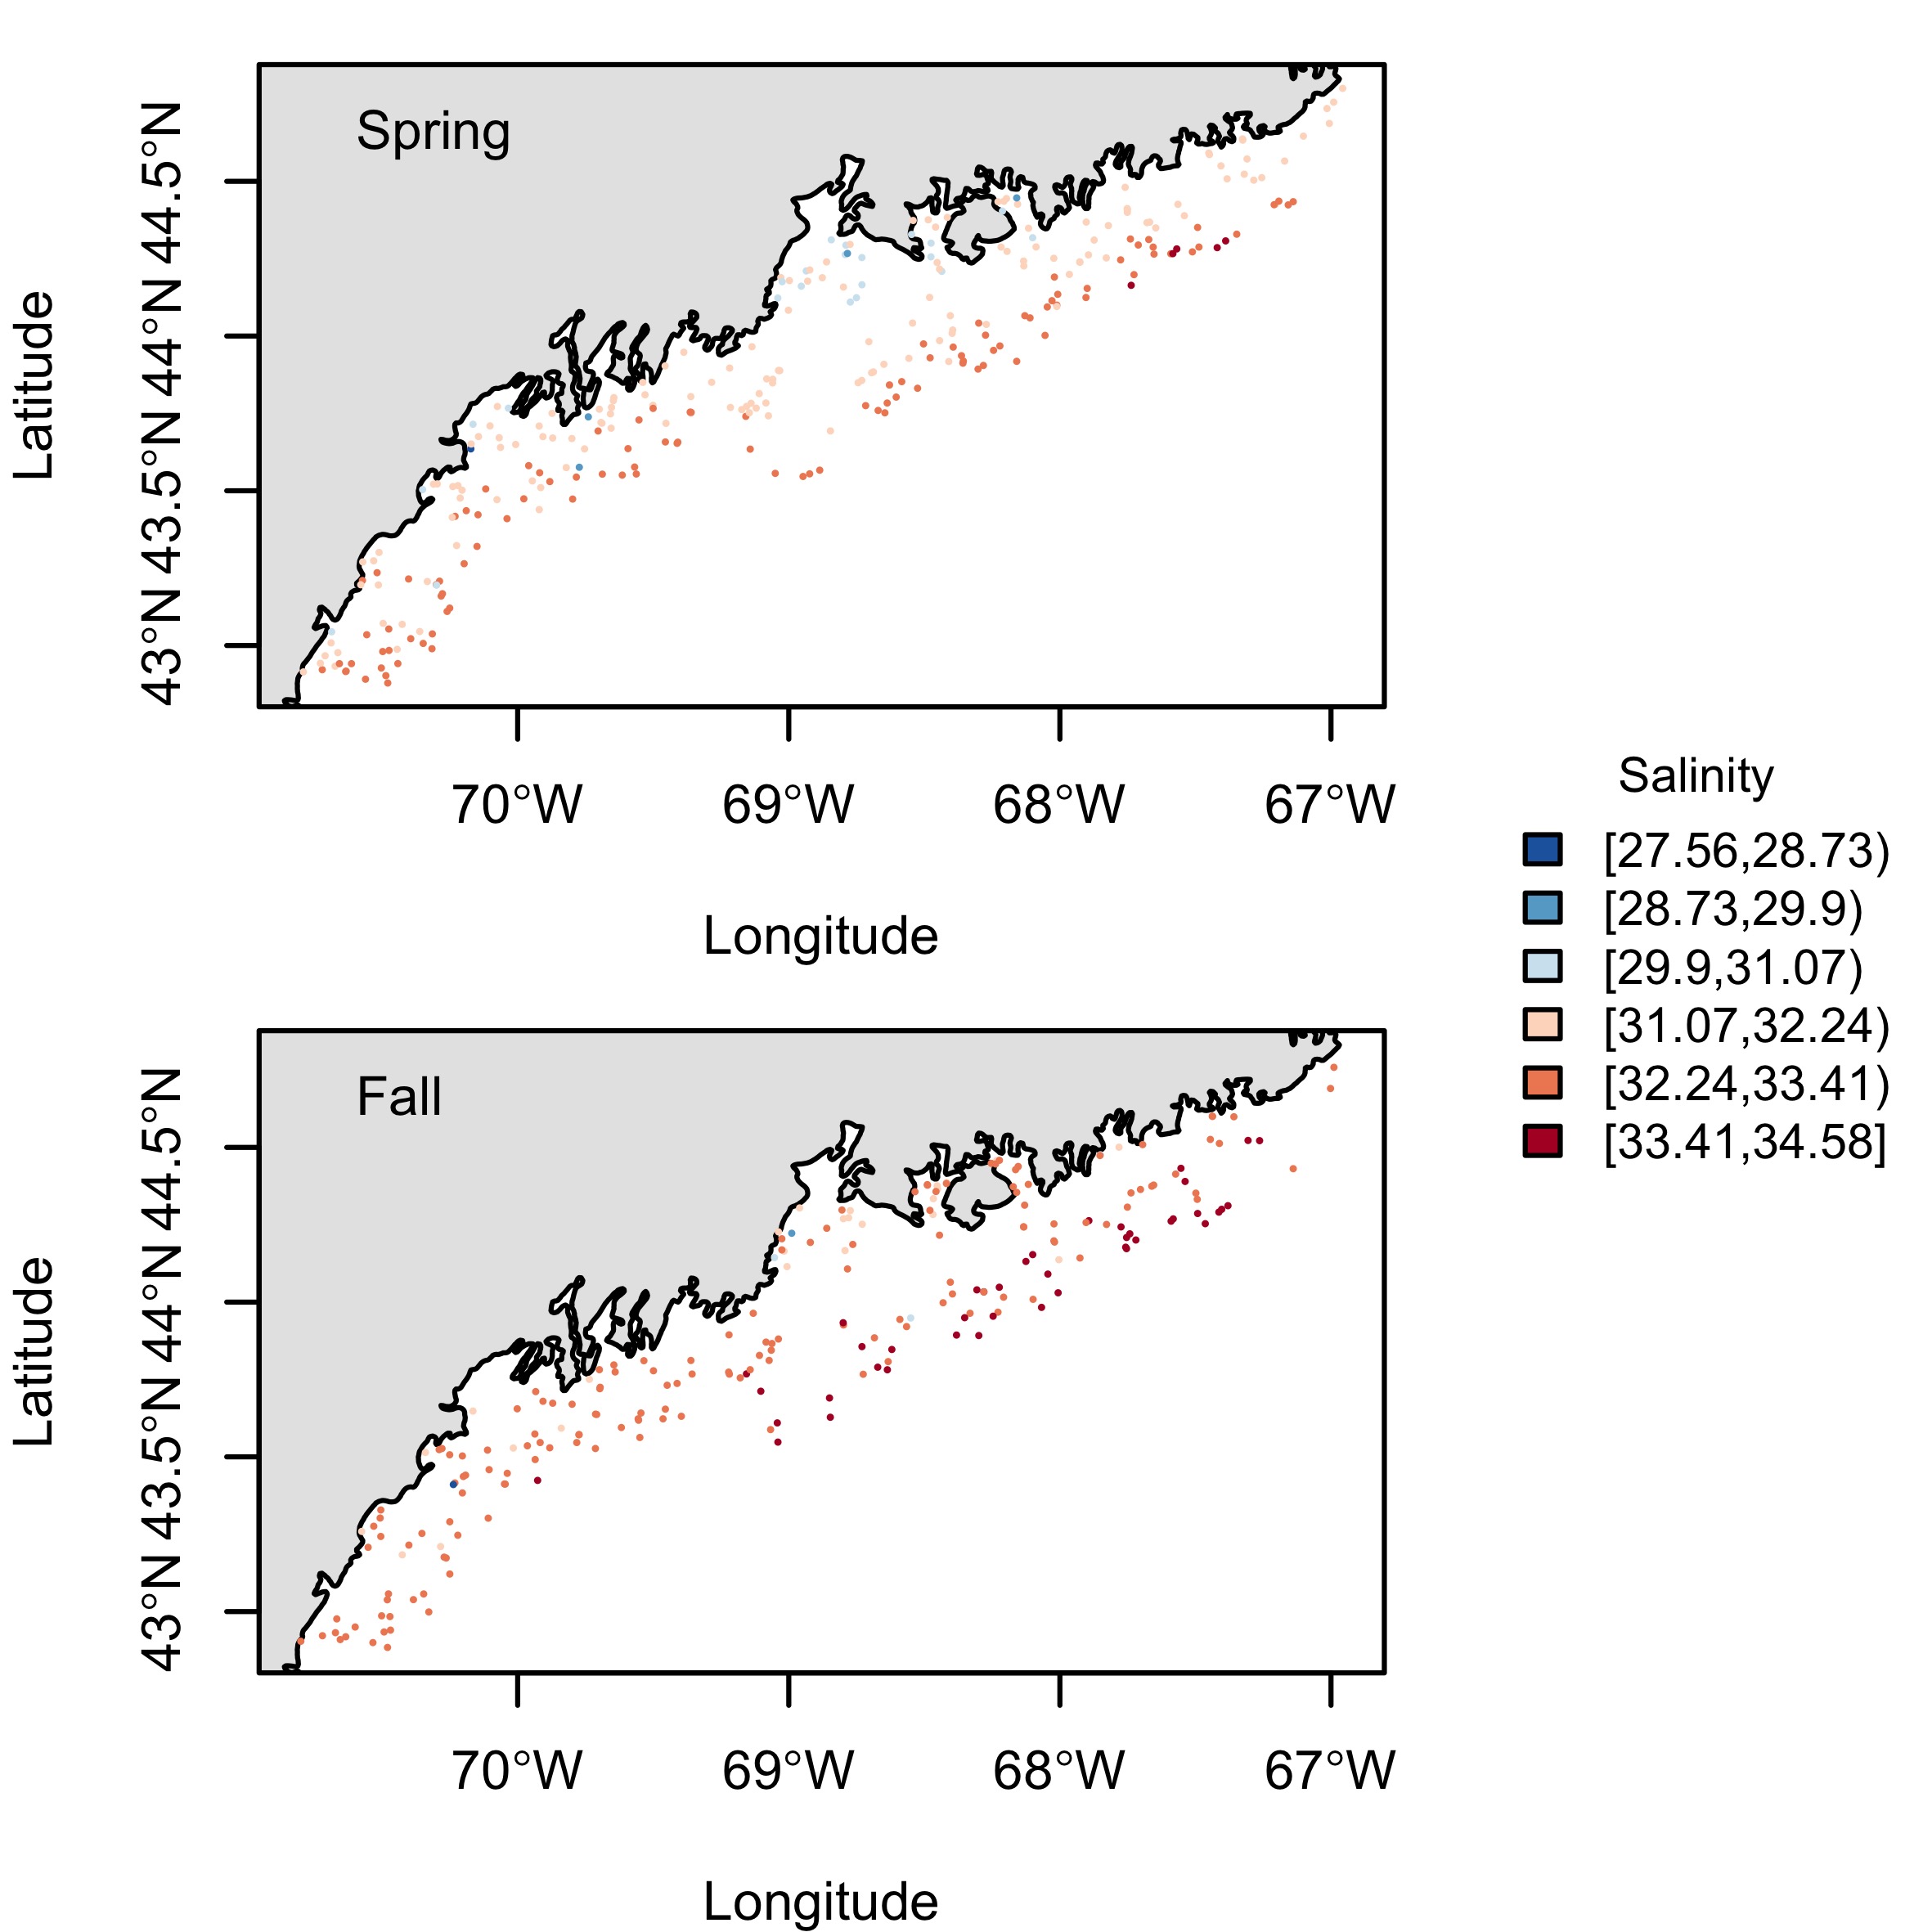 Spring
Latitude
44.5°N
44°N
43.5°N
43°N
70°W 69°W 68°W 67°W
Longitude
Salinity
[27.56,28.73)
[28.73,29.9)
[29.9,31.07)
[31.07,32.24)
[32.24,33.41)
[33.41,34.58]
Fall
Latitude
44.5°N
44°N
43.5°N
43°N
70°W 69°W 68°W 67°W
Longitude